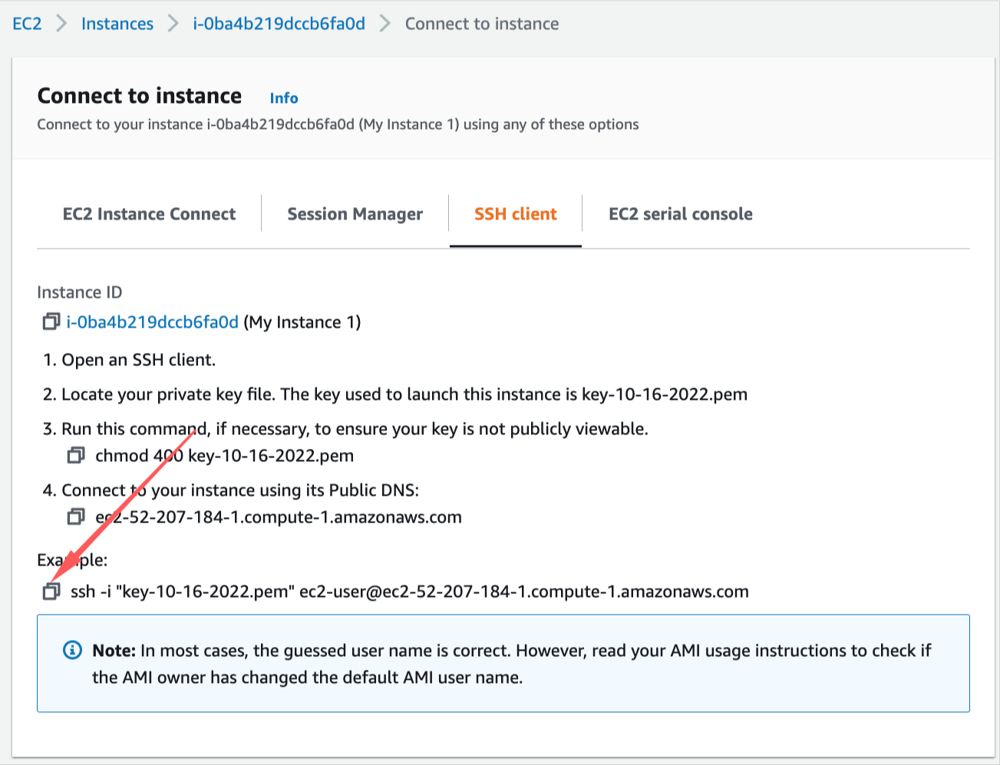 EC2 > Instances > i-0ba4b219dccb6fa0d > Connect to instance
Connect to instance Info
Connect to your instance i-0ba4b219dccb6fa0d (My Instance 1) using any of these options
EC2 Instance Connect Session Manager SSH client EC2 serial console
Instance ID
i-0ba4b219dccb6fa0d (My Instance 1)
1. Open an SSH client.
2. Locate your private key file. The key used to launch this instance is key-10-16-2022.pem
3. Run this command, if necessary, to ensure your key is not publicly viewable.
chmod 400 key-10-16-2022.pem
4. Connect to your instance using its Public DNS:
ec2-52-207-184-1.compute-1.amazonaws.com
Example:
ssh -i "key-10-16-2022.pem" ec2-user@ec2-52-207-184-1.compute-1.amazonaws.com
Note: In most cases, the guessed user name is correct. However, read your AMI usage instructions to check if
the AMI owner has changed the default AMI user name.